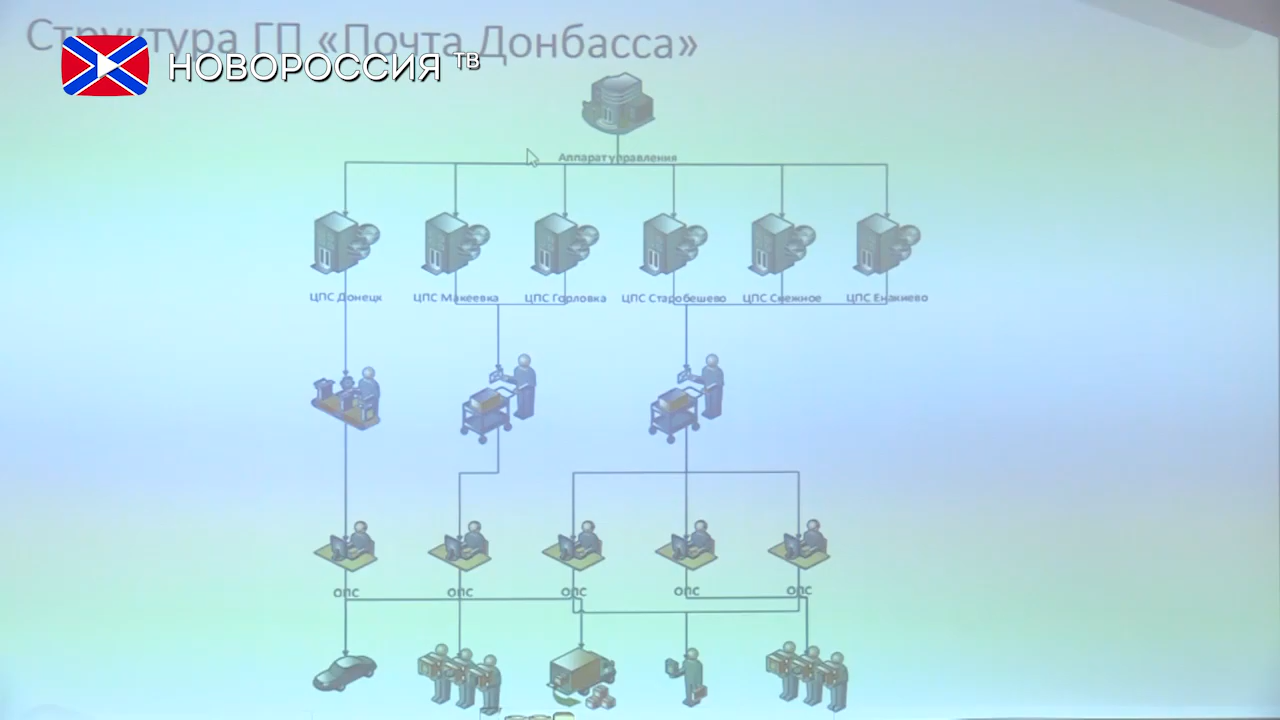 Структура ГП «Почта Донбасса»
НОВОРОССИЯ ТВ
Аппарат управления
ЦПС Донецк ЦПС Макеевка ЦПС Горловка ЦПС Старобешево ЦПС Снежное ЦПС Енакиево
ОПС ОПС ОПС ОПС ОПС